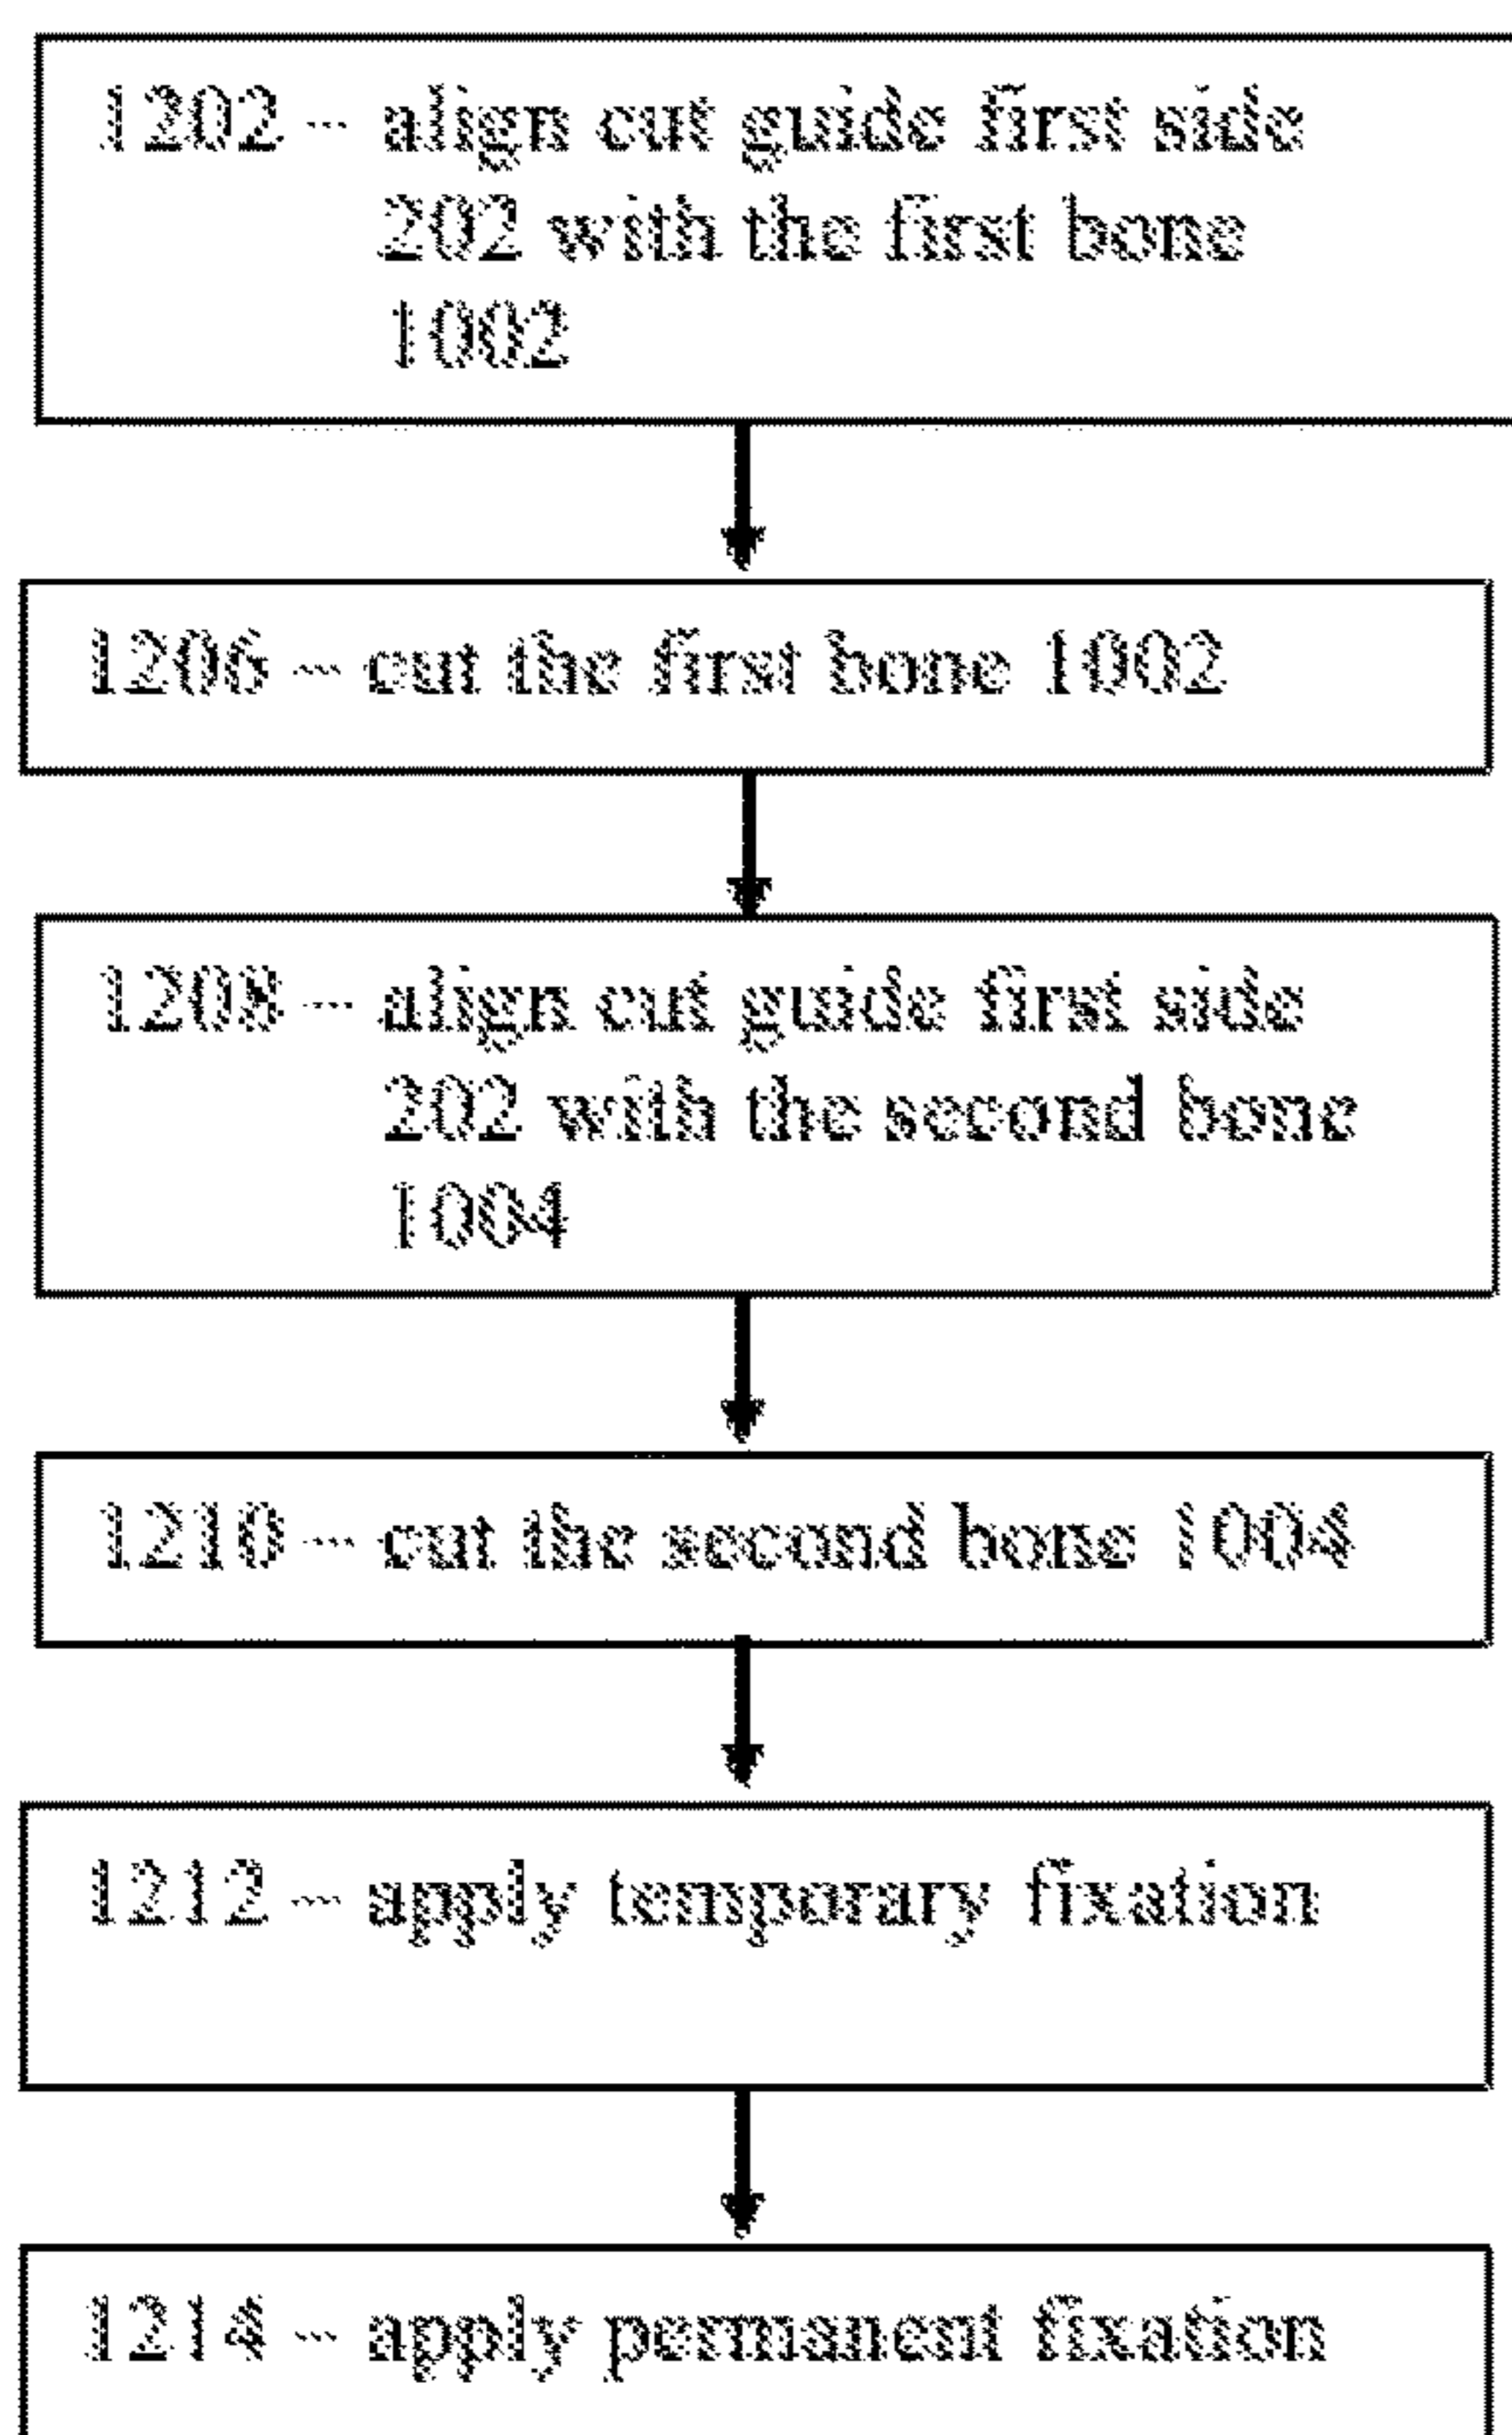 1202 – align cut guide first side
202 with the first bone
1002
1206 – cut the first bone 1002
1208 – align cut guide first side
202 with the second bone
1004
1210 – cut the second bone 1004
1212 – apply temporary fixation
1214 – apply permanent fixation